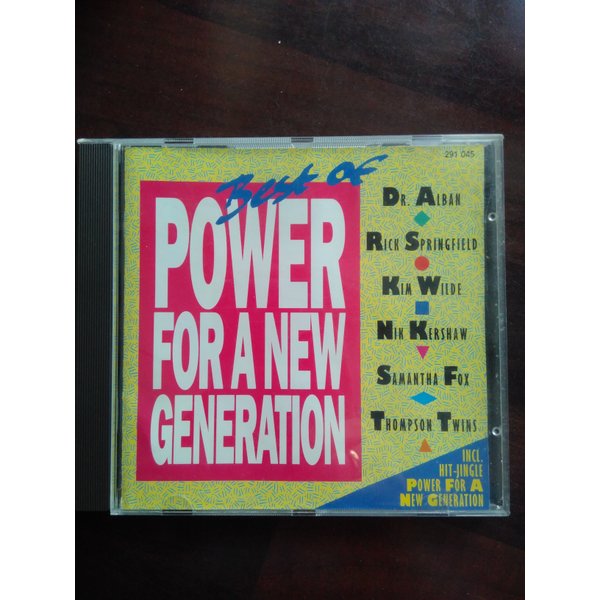 291 045
Best of
POWER
FOR A NEW
GENERATION
DR. ALBAN
RICK SPRINGFIELD
KIM WILDE
NIK KERSHAW
SAMANTHA FOX
THOMPSON TWINS
INCL.
HIT-JINGLE
POWER FOR A
NEW GENERATION